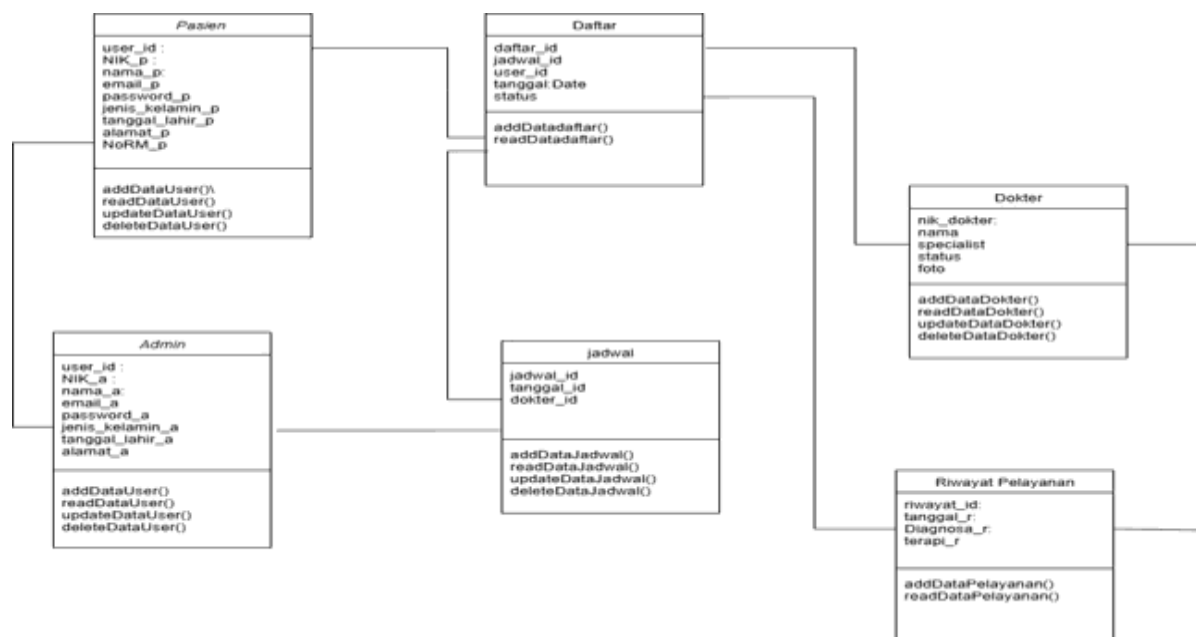 Pasien
user_id :
NIK_p :
nama_p:
email_p
password_p
jenis_kelamin_p
tanggal_lahir_p
alamat_p
NoRM_p
addDataUser()\
readDataUser()
updateDataUser()
deleteDataUser()
Daftar
daftar_id
jadwal_id
user_id
tanggal:Date
status
addDatadaftar()
readDatadaftar()
Dokter
nik_dokter:
nama
specialist
status
foto
addDataDokter()
readDataDokter()
updateDataDokter()
deleteDataDokter()
Admin
user_id :
NIK_a :
nama_a:
email_a
password_a
jenis_kelamin_a
tanggal_lahir_a
alamat_a
addDataUser()
readDataUser()
updateDataUser()
deleteDataUser()
jadwal
jadwal_id
tanggal_id
dokter_id
addDataJadwal()
readDataJadwal()
updateDataJadwal()
deleteDataJadwal()
Riwayat Pelayanan
riwayat_id:
tanggal_r:
Diagnosa_r:
terapi_r
addDataPelayanan()
readDataPelayanan()